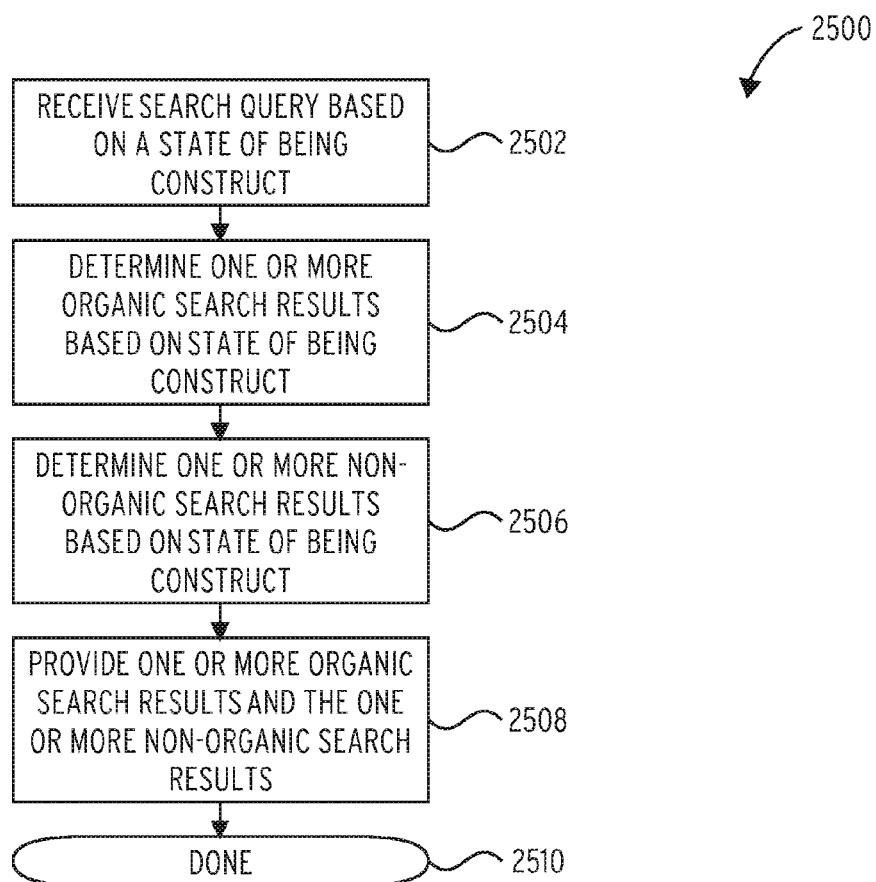 2500
RECEIVE SEARCH QUERY BASED
ON A STATE OF BEING
CONSTRUCT
2502
DETERMINE ONE OR MORE
ORGANIC SEARCH RESULTS
BASED ON STATE OF BEING
CONSTRUCT
2504
DETERMINE ONE OR MORE NON-
ORGANIC SEARCH RESULTS
BASED ON STATE OF BEING
CONSTRUCT
2506
PROVIDE ONE OR MORE ORGANIC
SEARCH RESULTS AND THE ONE
OR MORE NON-ORGANIC SEARCH
RESULTS
2508
DONE
2510